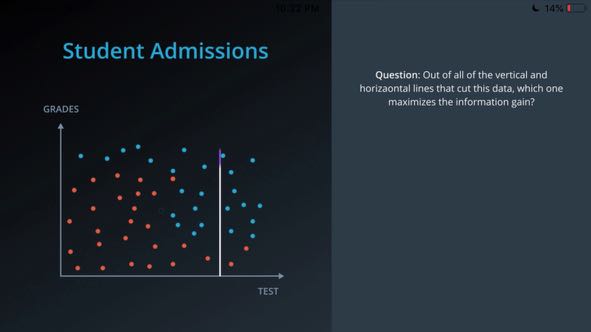 10:22 PM
14%
Student Admissions
GRADES
TEST
Question: Out of all of the vertical and
horizaontal lines that cut this data, which one
maximizes the information gain?